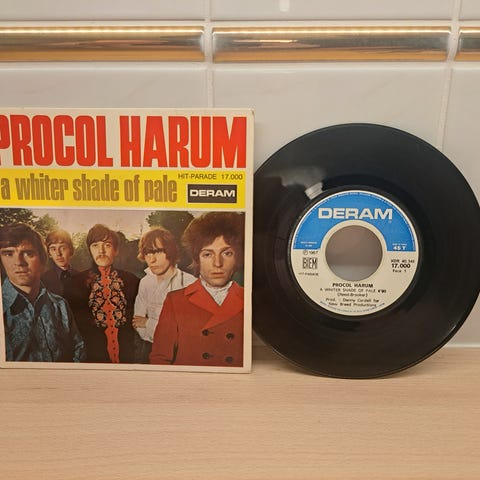 PROCOL HARUM
a whiter shade of pale
HIT-PARADE 17.000
DERAM
DERAM
45 T
℗ 1967
BIEM
17.000
Face 1
PROCOL HARUM
A WHITER SHADE OF PALE
(Reid-Brooker)
Prod. : Denny Cordell for
New Breed Productions